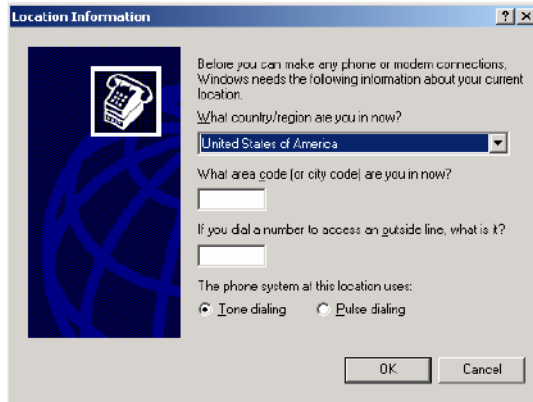 Location Information
Before you can make any phone or modem connections,
Windows needs the following information about your current
location.
What country/region are you in now?
United States of America
What area code (or city code) are you in now?
If you dial a number to access an outside line, what is it?
The phone system at this location uses:
Tone dialing Pulse dialing
OK Cancel